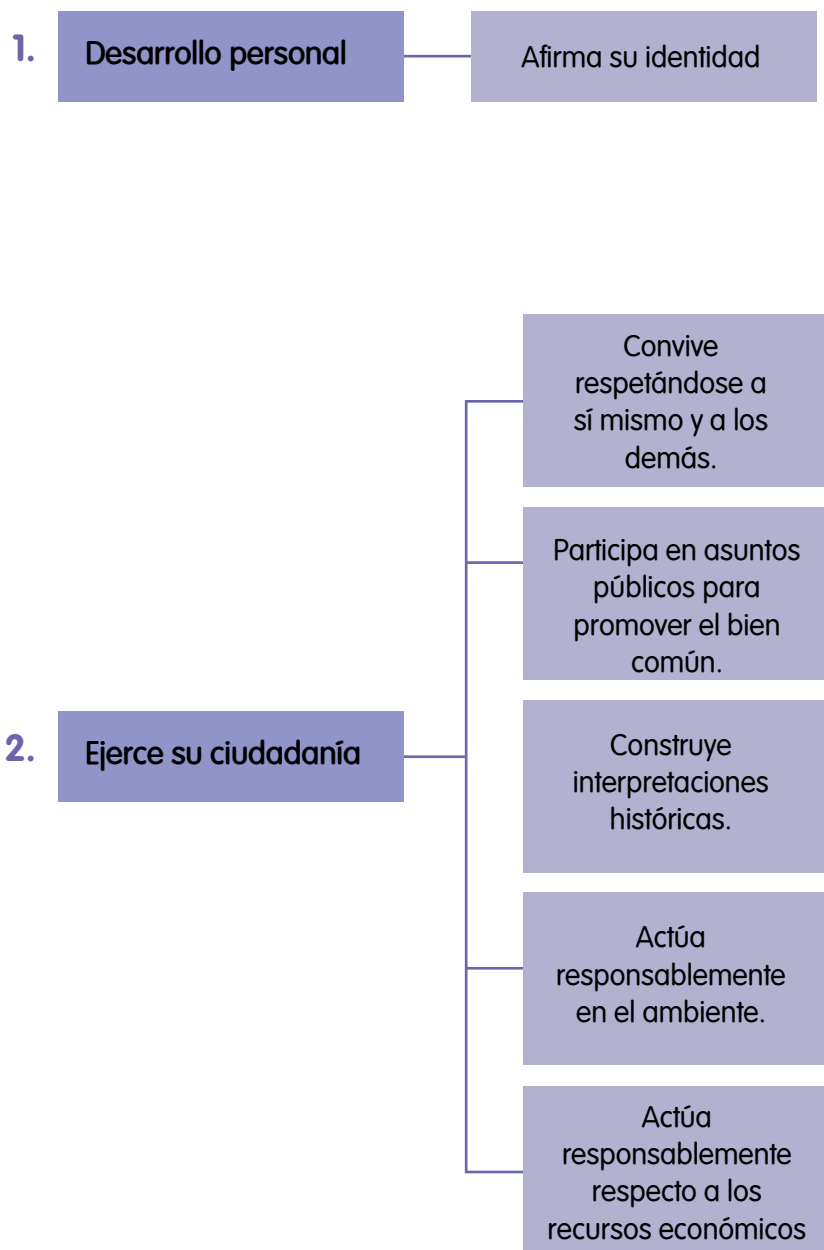 1. Desarrollo personal
Afirma su identidad
Convive
respetándose a
sí mismo y a los
demás.
Participa en asuntos
públicos para
promover el bien
común.
2. Ejerce su ciudadanía
Construye
interpretaciones
históricas.
Actúa
responsablemente
en el ambiente.
Actúa
responsablemente
respecto a los
recursos económicos